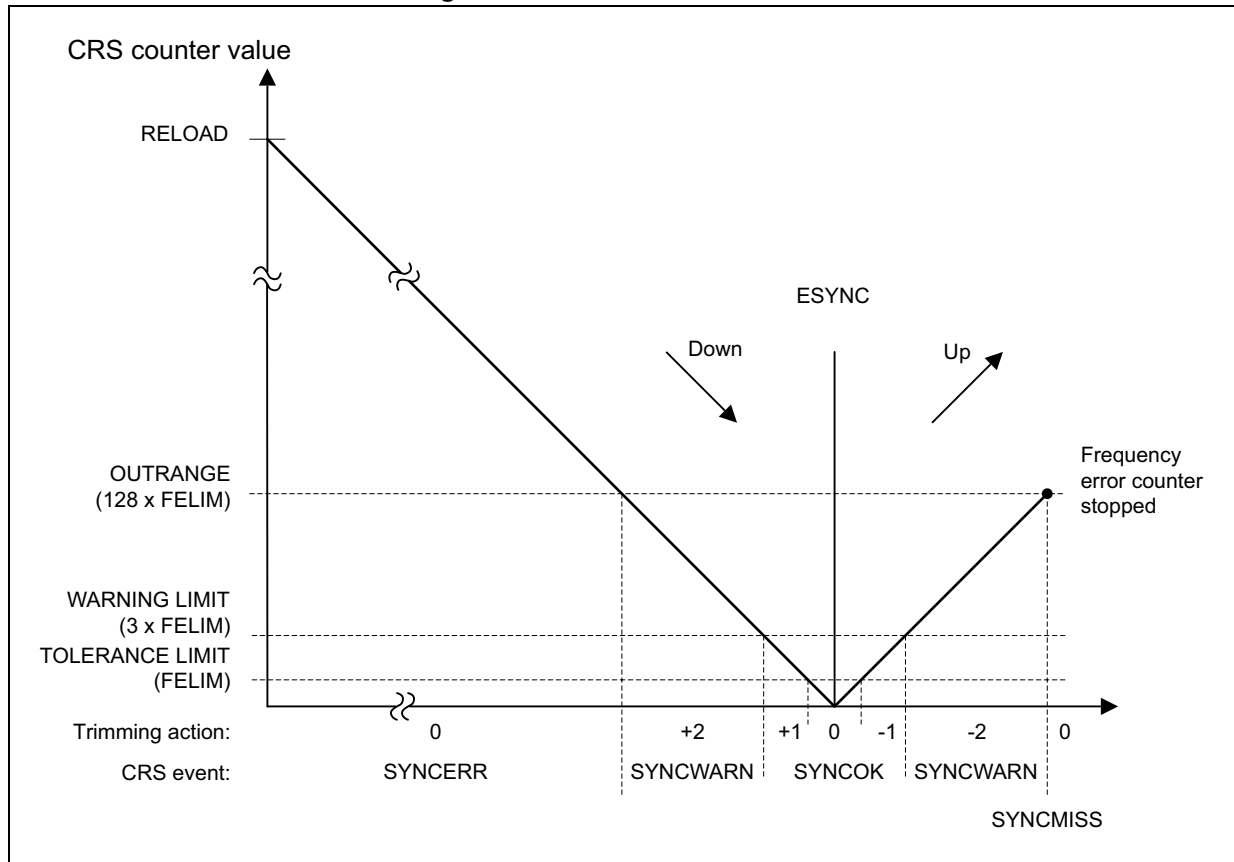 CRS counter value
RELOAD
ESYNC
Down
Up
Frequency
error counter
stopped
OUTRANGE
(128 x FELIM)
WARNING LIMIT
(3 x FELIM)
TOLERANCE LIMIT
(FELIM)
Trimming action: 0 +2 +1 0 -1 -2 0
CRS event: SYNCERR SYNCWARN SYNCOK SYNCWARN
SYNCMISS